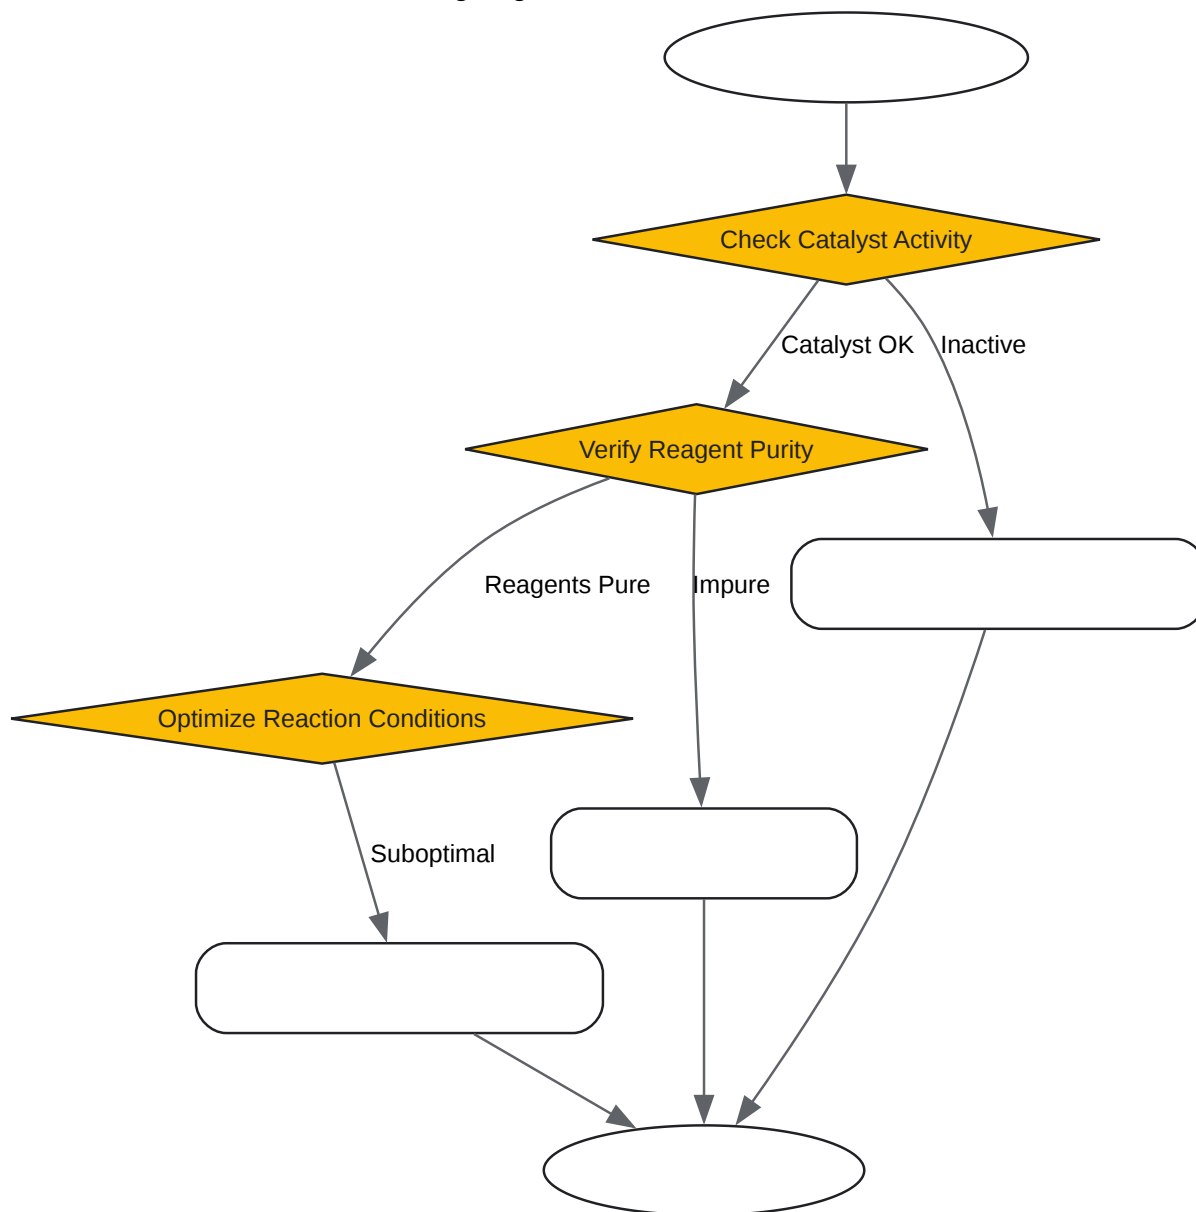 Check Catalyst Activity
Catalyst OK
Inactive
Verify Reagent Purity
Reagents Pure
Impure
Optimize Reaction Conditions
Suboptimal